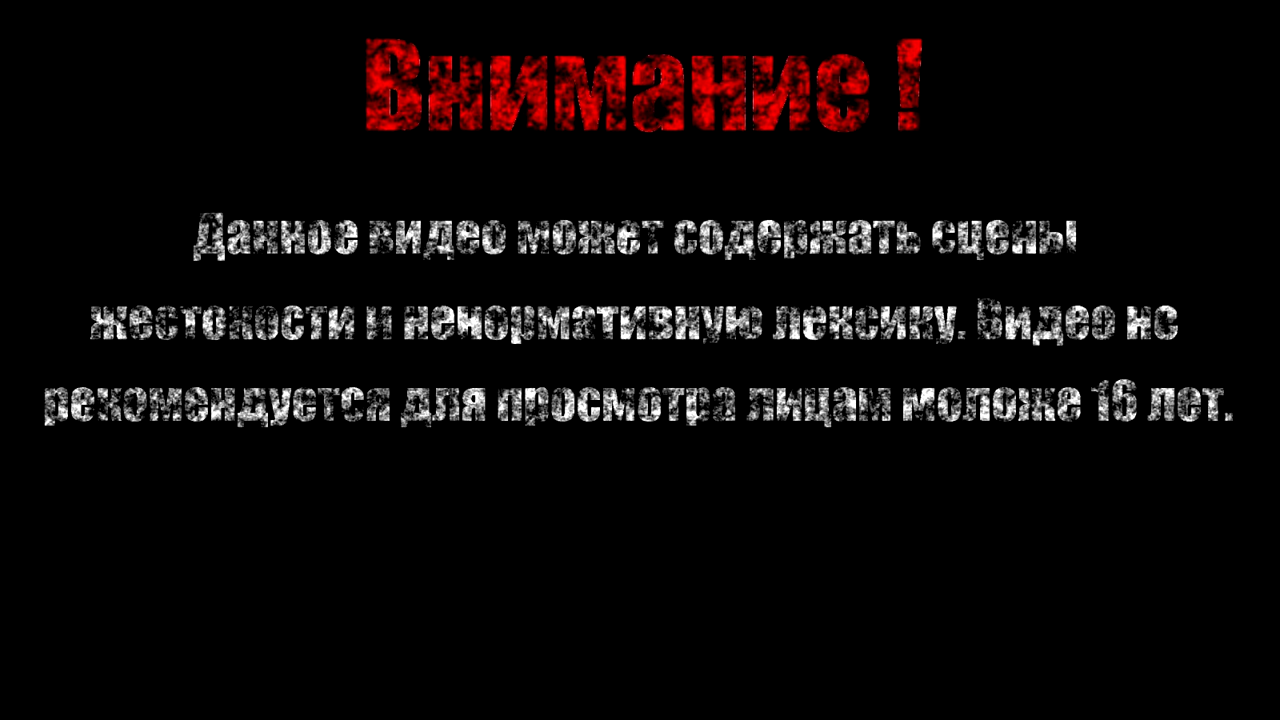 Внимание !
Данное видео может содержать сцены
жестокости и ненормативную лексику. Видео не
рекомендуется для просмотра лицам моложе 16 лет.